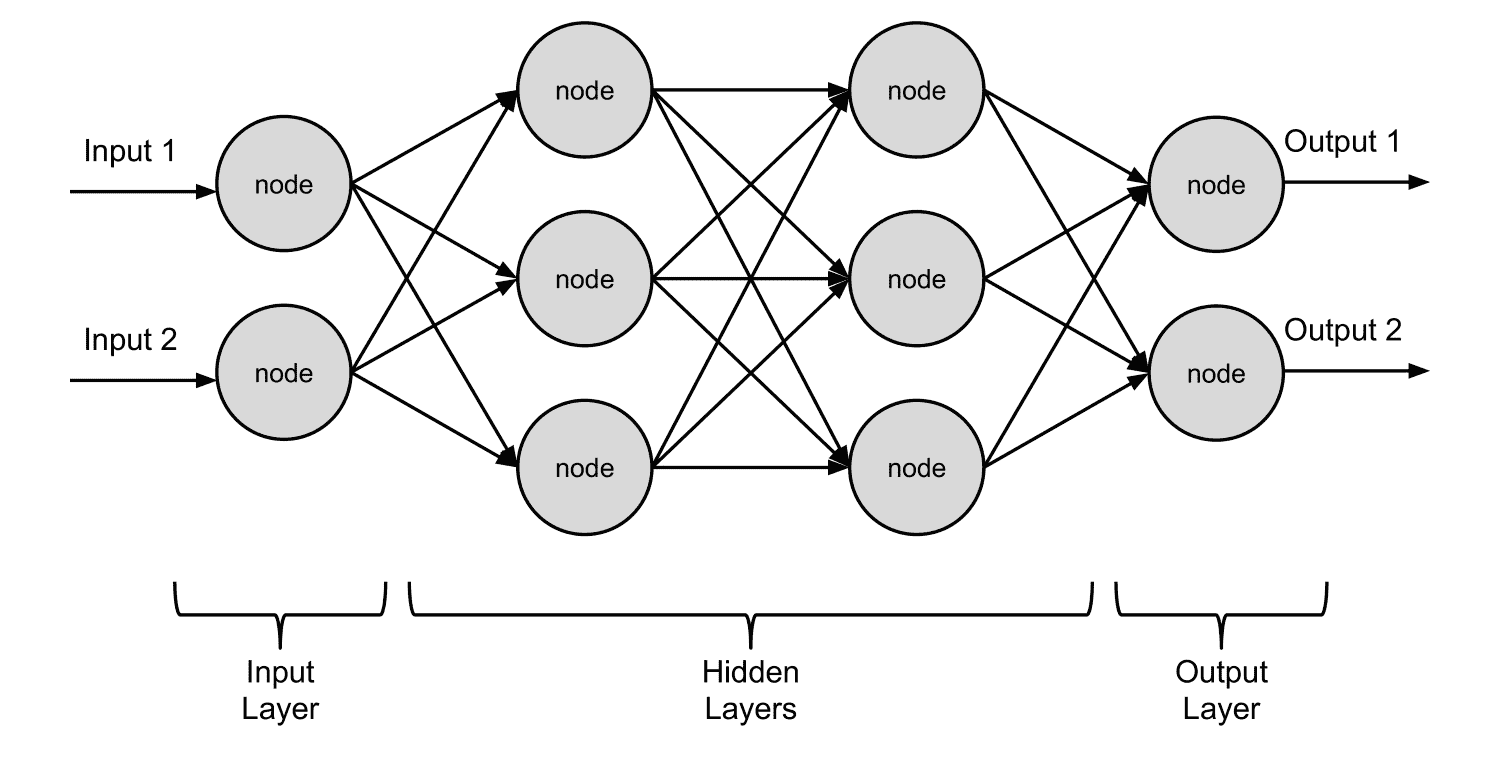 Input 1
Input 2
node
node
node
node
node
node
node
node
node
node
Output 1
Output 2
Input
Layer
Hidden
Layers
Output
Layer